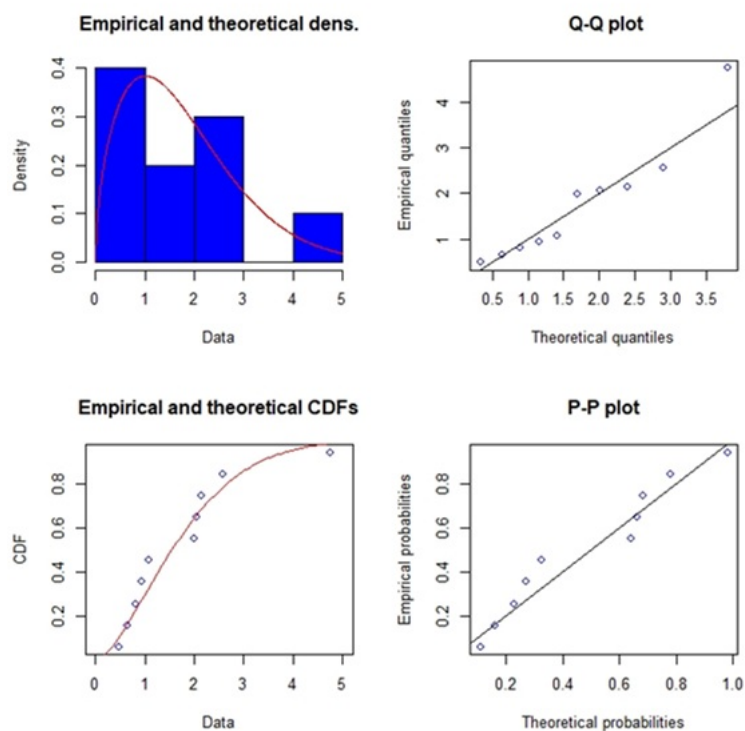 Empirical and theoretical dens.
Density
0.0 0.1 0.2 0.3 0.4
0 1 2 3 4 5
Data
Q-Q plot
Empirical quantiles
1 2 3 4
0.5 1.0 1.5 2.0 2.5 3.0 3.5
Theoretical quantiles
Empirical and theoretical CDFs
CDF
0.2 0.4 0.6 0.8
0 1 2 3 4 5
Data
P-P plot
Empirical probabilities
0.2 0.4 0.6 0.8
0.2 0.4 0.6 0.8 1.0
Theoretical probabilities